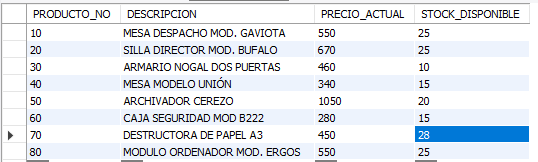 PRODUCTO_NO DESCRIPCION PRECIO_ACTUAL STOCK_DISPONIBLE
10 MESA DESPACHO MOD. GAVIOTA 550 25
20 SILLA DIRECTOR MOD. BUFALO 670 25
30 ARMARIO NOGAL DOS PUERTAS 460 10
40 MESA MODELO UNIÓN 340 15
50 ARCHIVADOR CEREZO 1050 20
60 CAJA SEGURIDAD MOD B222 280 15
70 DESTRUCTORA DE PAPEL A3 450 28
80 MODULO ORDENADOR MOD. ERGOS 550 25